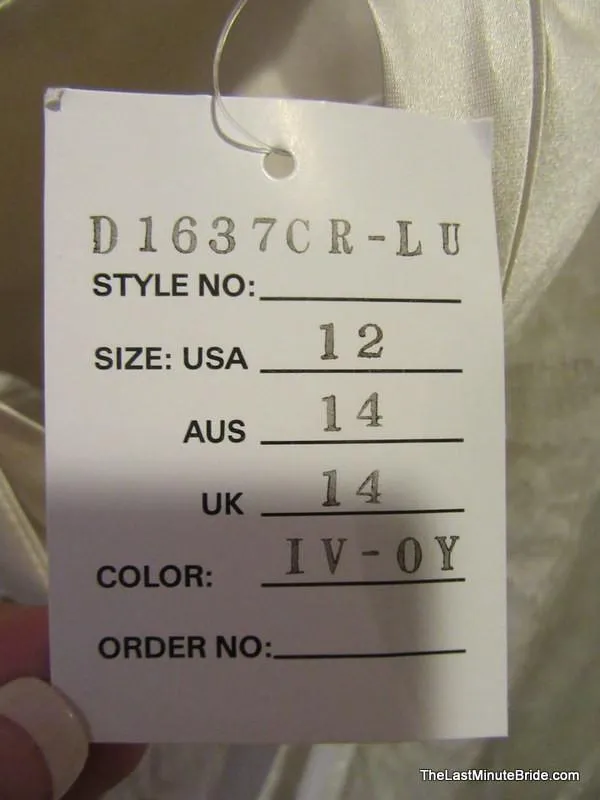 D1637CR-LU
STYLE NO:
SIZE: USA 12
AUS 14
UK 14
COLOR: IV-OY
ORDER NO:
TheLastMinuteBride.com